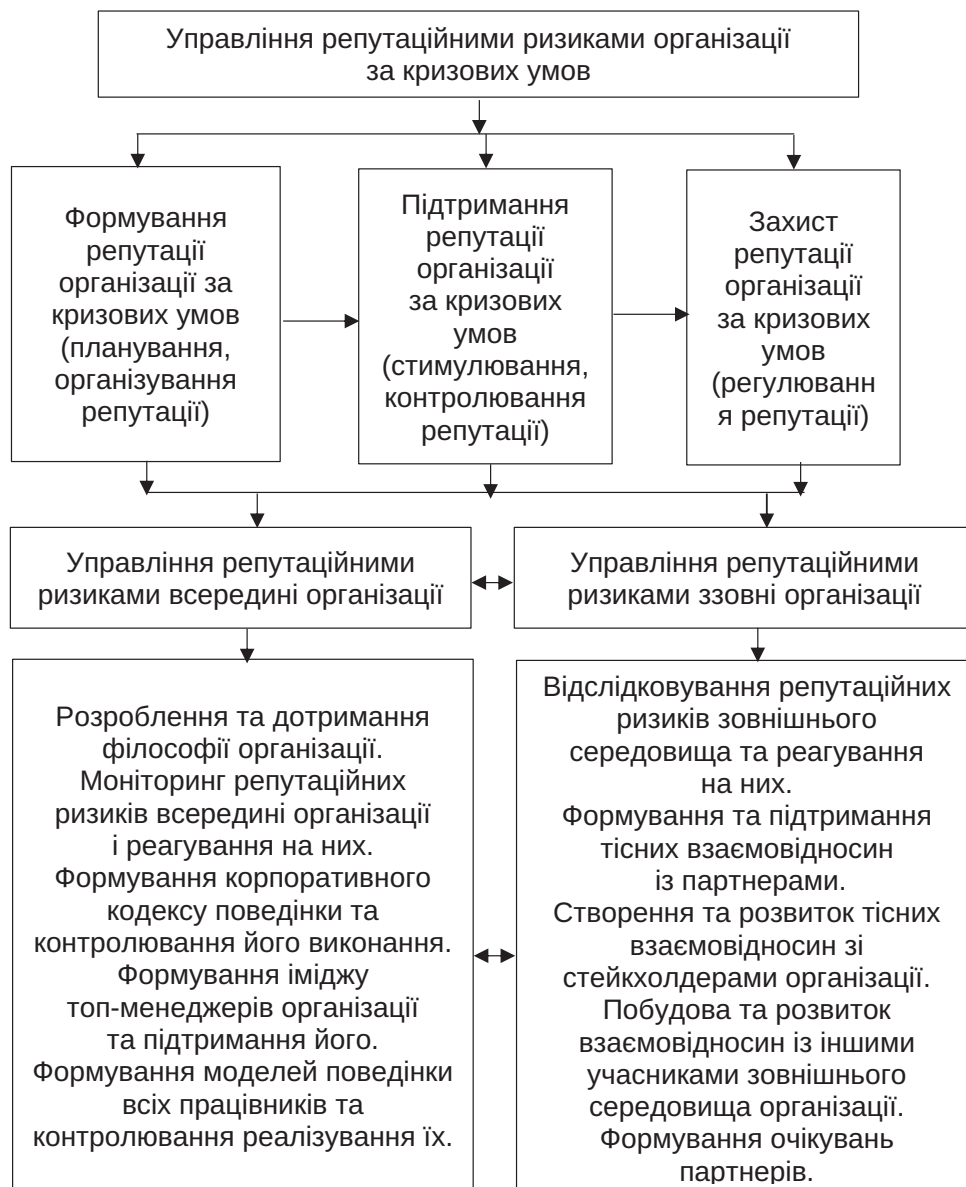 Управління репутаційними ризиками організації
за кризових умов
Формування
репутації
організації за
кризових умов
(планування,
організування
репутації)
Підтримання
репутації
організації
за кризових
умов
(стимулювання,
контролювання
репутації)
Захист
репутації
організації
за кризових
умов
(регулюванн
я репутації)
Управління репутаційними
ризиками всередині організації
Управління репутаційними
ризиками ззовні організації
Розроблення та дотримання
філософії організації.
Моніторинг репутаційних
ризиків всередині організації
і реагування на них.
Формування корпоративного
кодексу поведінки та
контролювання його виконання.
Формування іміджу
топ-менеджерів організації
та підтримання його.
Формування моделей поведінки
всіх працівників та
контролювання реалізування їх.
Відслідковування репутаційних
ризиків зовнішнього
середовища та реагування
на них.
Формування та підтримання
тісних взаємовідносин
із партнерами.
Створення та розвиток тісних
взаємовідносин зі
стейкхолдерами організації.
Побудова та розвиток
взаємовідносин із іншими
учасниками зовнішнього
середовища організації.
Формування очікувань
партнерів.